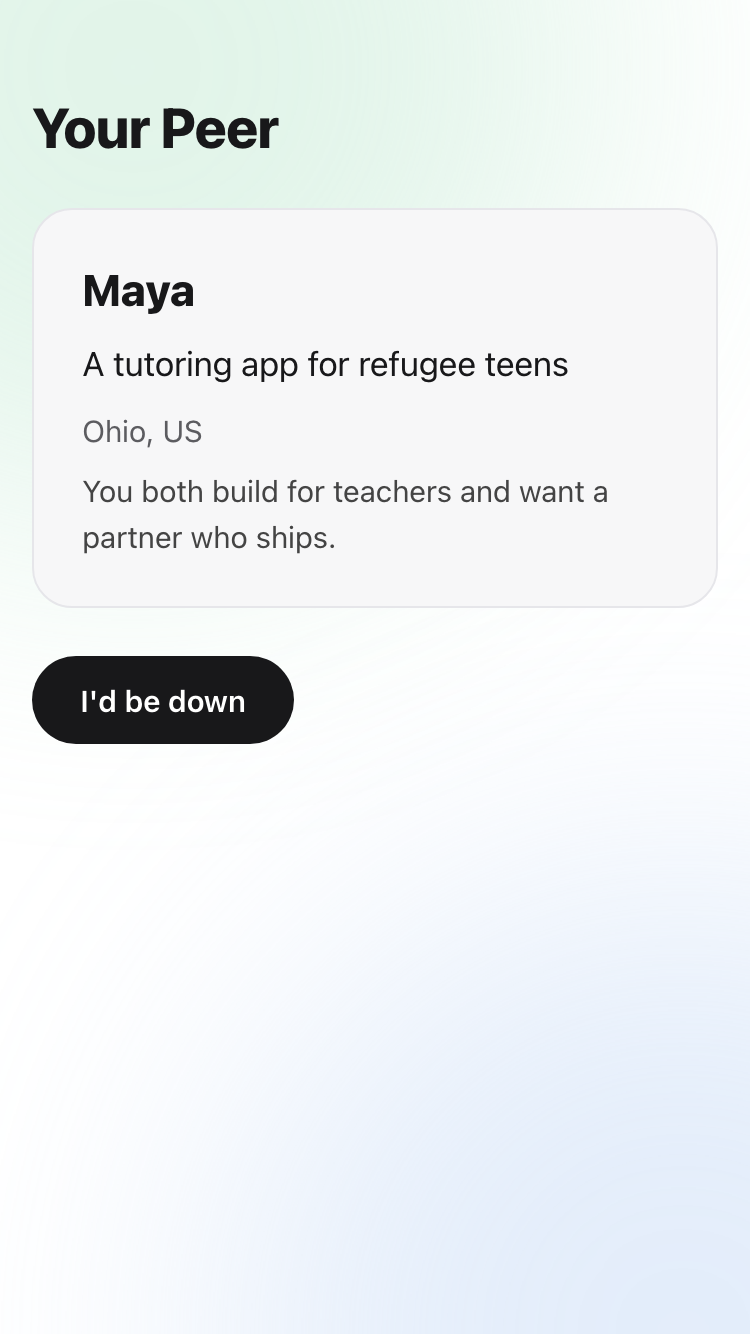 Your Peer
Maya
A tutoring app for refugee teens
Ohio, US
You both build for teachers and want a
partner who ships.
I'd be down